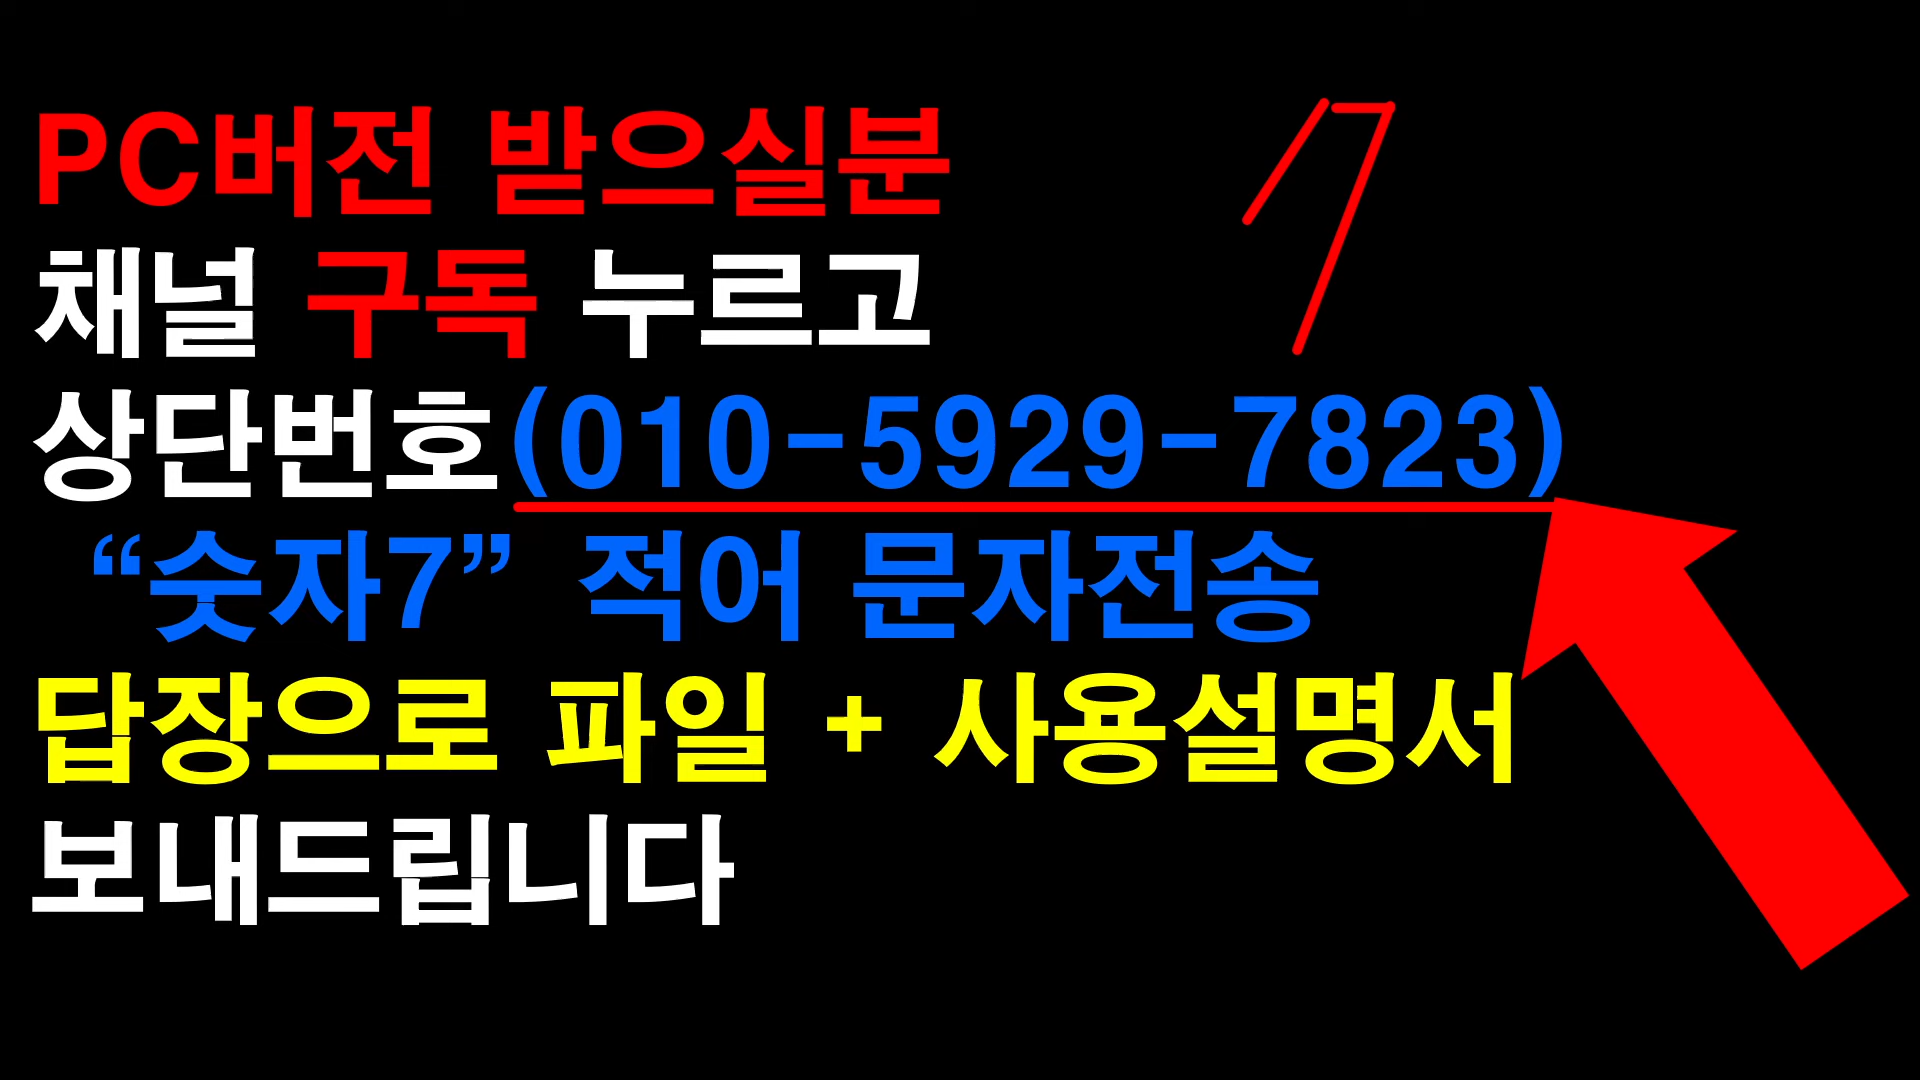 PC버전 받으실분
채널 구독 누르고
상단번호(010-5929-7823)
“숫자7” 적어 문자전송
답장으로 파일 + 사용설명서
보내드립니다
7